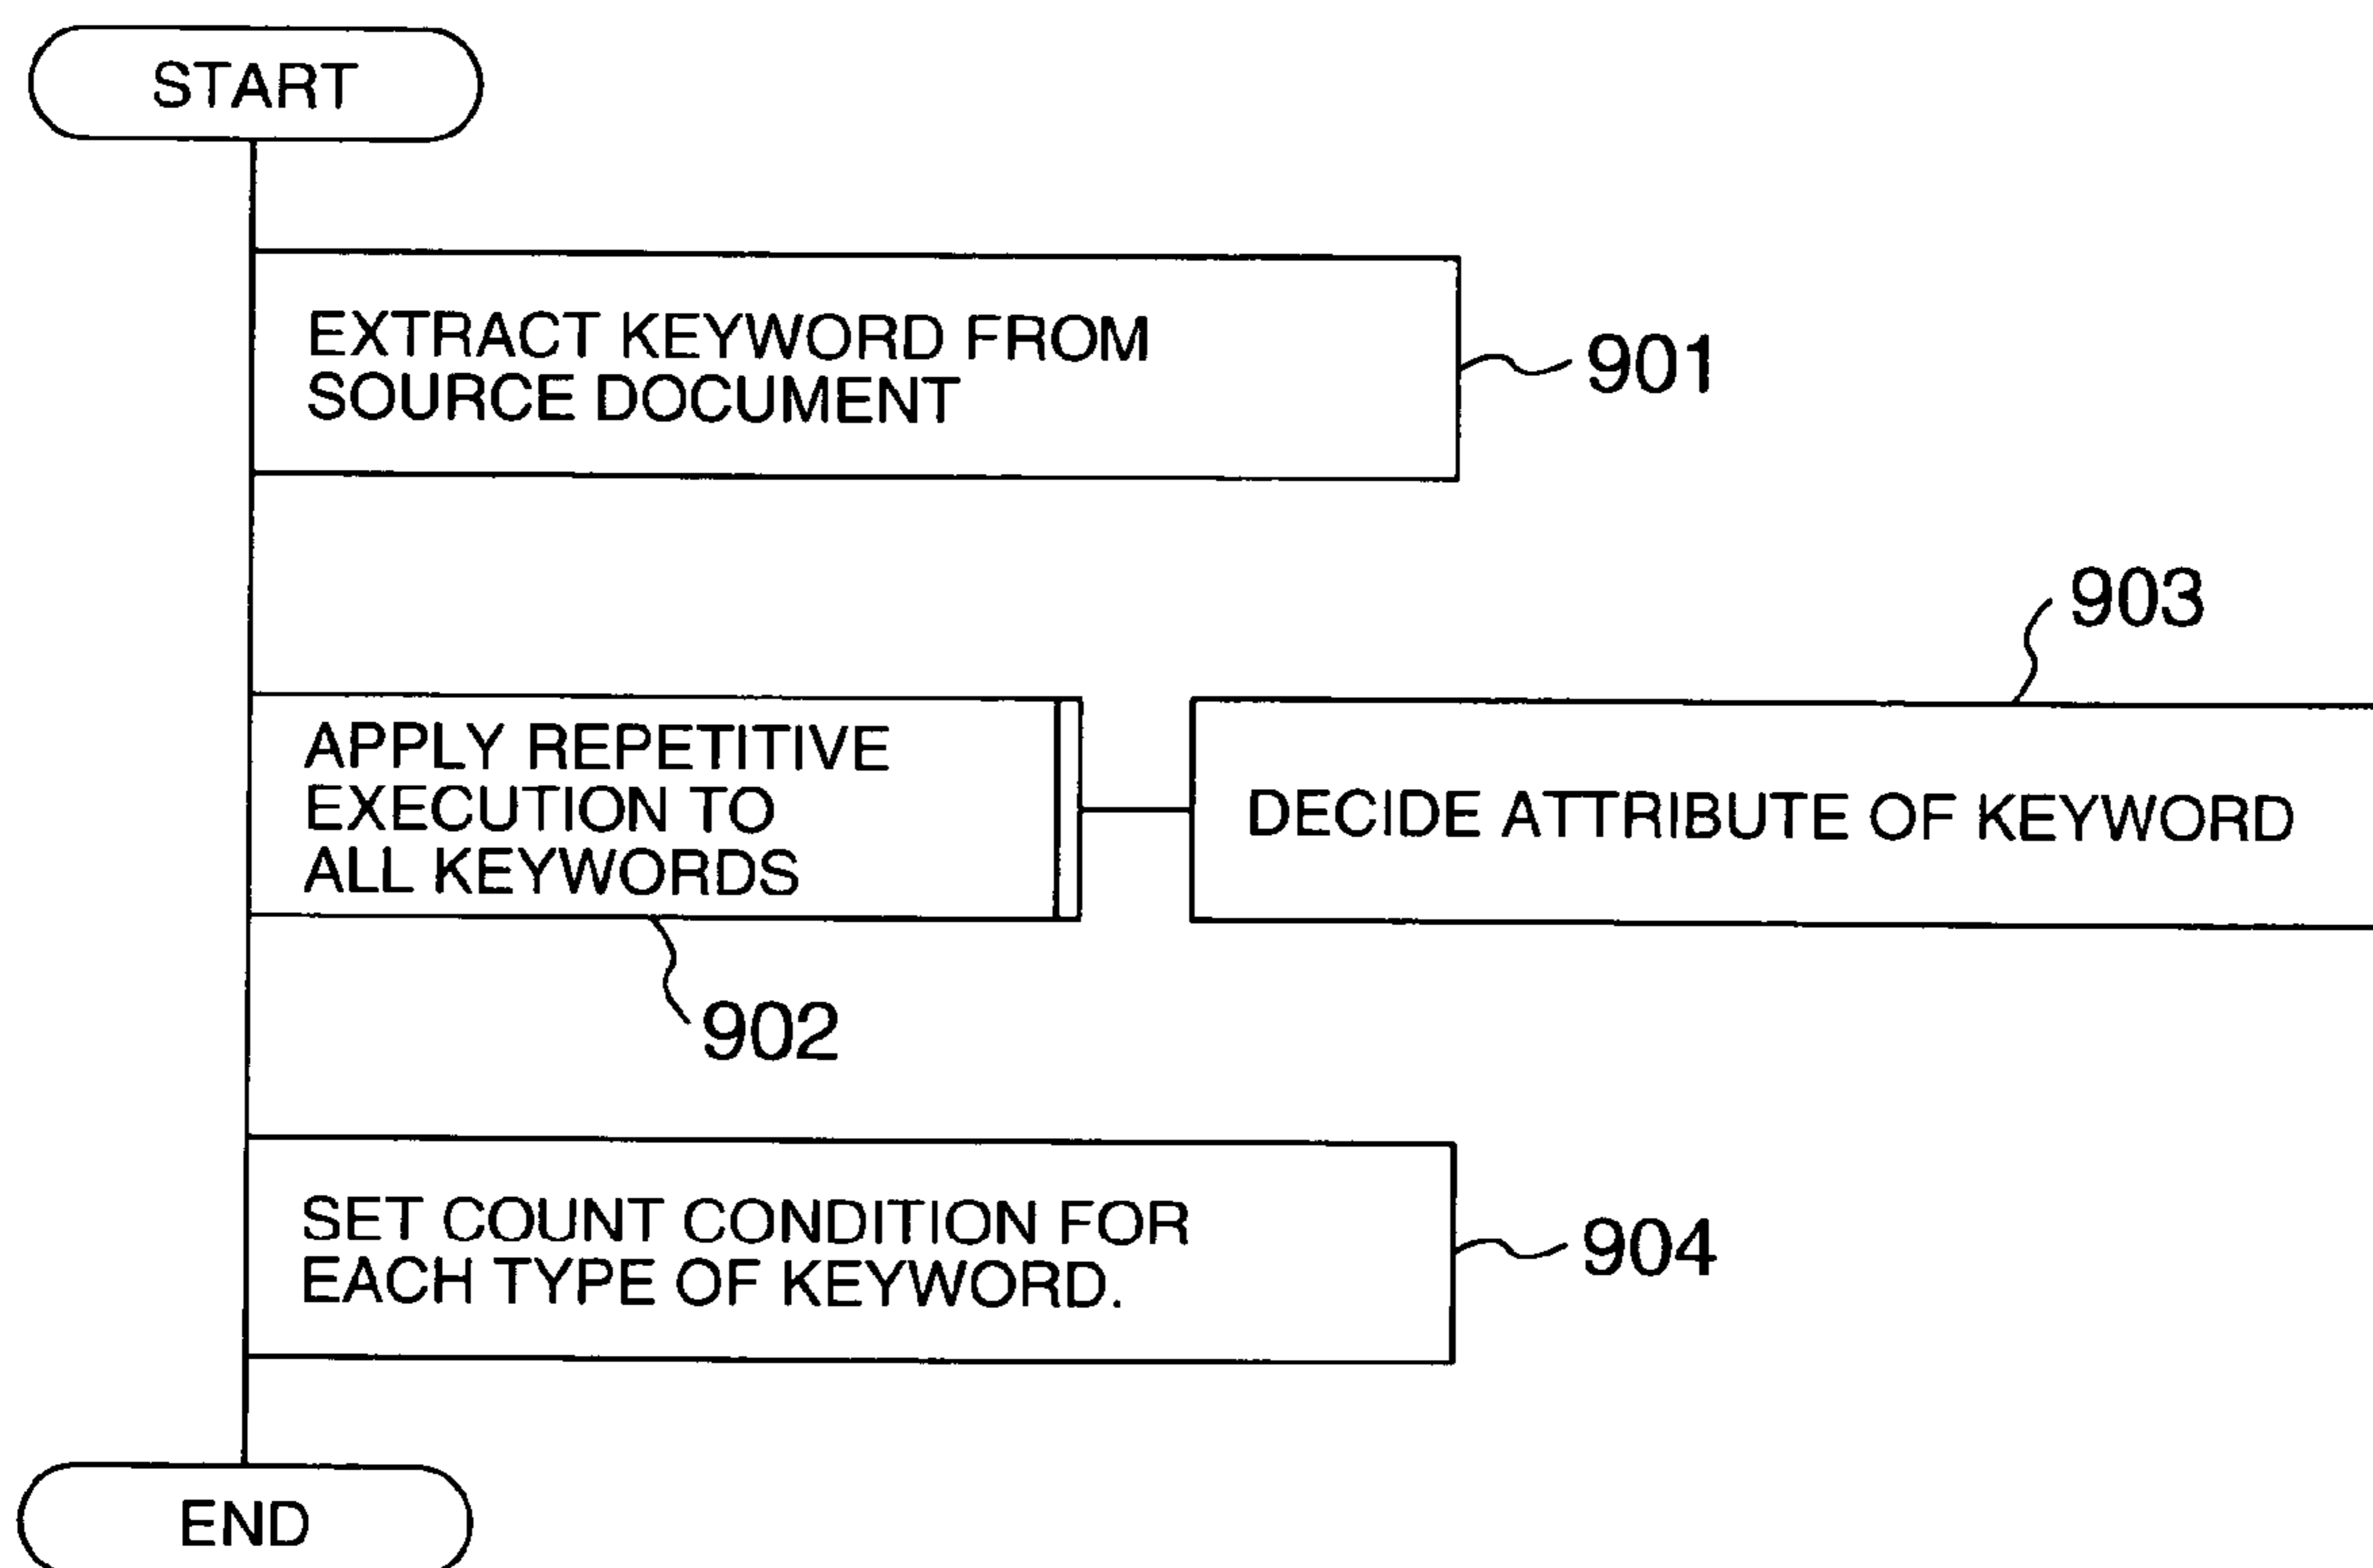 START
EXTRACT KEYWORD FROM
SOURCE DOCUMENT
901
903
APPLY REPETITIVE
EXECUTION TO
ALL KEYWORDS
DECIDE ATTRIBUTE OF KEYWORD
902
SET COUNT CONDITION FOR
EACH TYPE OF KEYWORD.
904
END